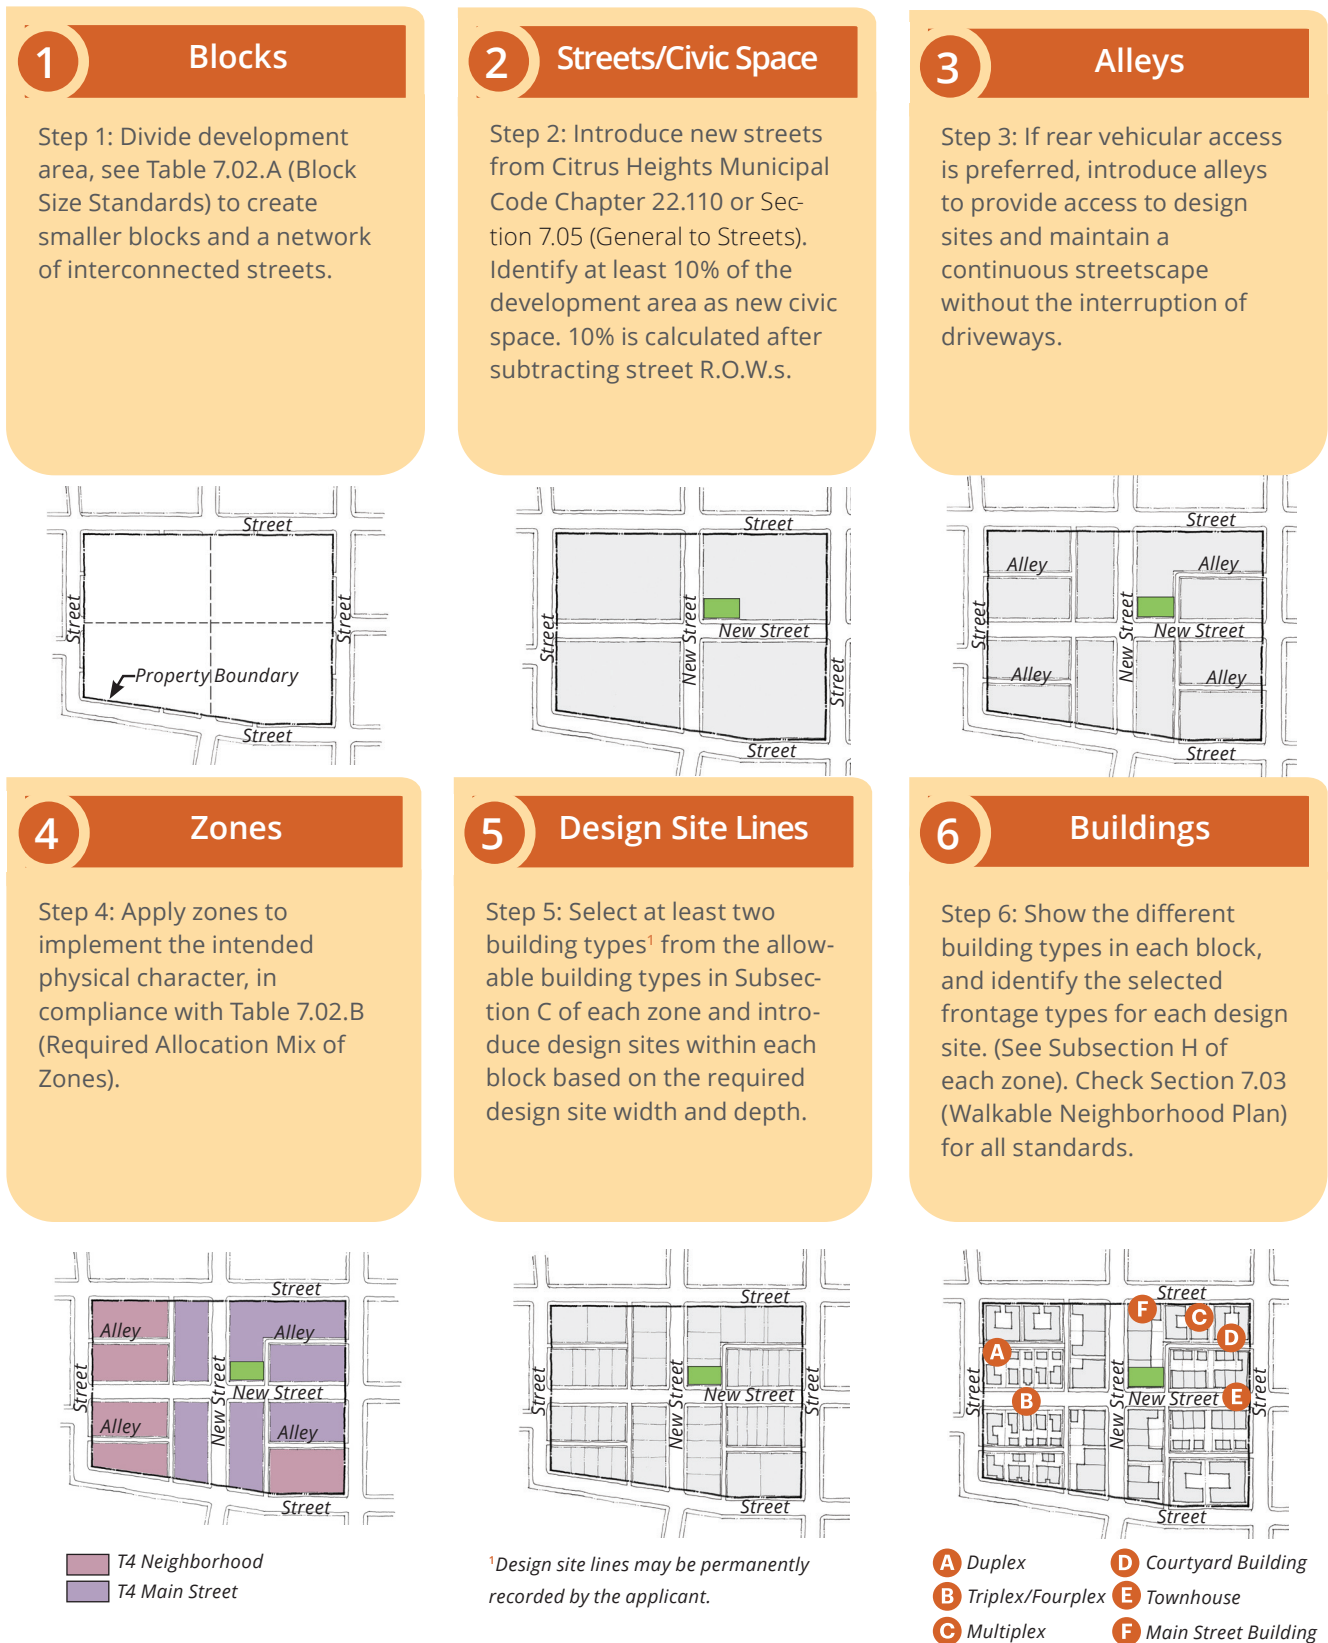 1
Blocks
Step 1: Divide development
area, see Table 7.02.A (Block
Size Standards) to create
smaller blocks and a network
of interconnected streets.
2
Streets/Civic Space
Step 2: Introduce new streets
from Citrus Heights Municipal
Code Chapter 22.110 or Sec-
tion 7.05 (General to Streets).
Identify at least 10% of the
development area as new civic
space. 10% is calculated after
subtracting street R.O.W.s.
3
Alleys
Step 3: If rear vehicular access
is preferred, introduce alleys
to provide access to design
sites and maintain a
continuous streetscape
without the interruption of
driveways.
Street
Street
Street
Property Boundary
Street
Street
Street
New Street
New Street
Street
Street
Street
Alley
Alley
Street
New Street
New Street
Alley
Alley
Street
4
Zones
Step 4: Apply zones to
implement the intended
physical character, in
compliance with Table 7.02.B
(Required Allocation Mix of
Zones).
5
Design Site Lines
Step 5: Select at least two
building types1 from the allow-
able building types in Subsec-
tion C of each zone and intro-
duce design sites within each
block based on the required
design site width and depth.
6
Buildings
Step 6: Show the different
building types in each block,
and identify the selected
frontage types for each design
site. (See Subsection H of
each zone). Check Section 7.03
(Walkable Neighborhood Plan)
for all standards.
Street
Alley
Alley
Street
New Street
New Street
Alley
Alley
Street
T4 Neighborhood
T4 Main Street
Street
Street
New Street
New Street
Street
Street
1Design site lines may be permanently
recorded by the applicant.
Street
F
C
D
A
B
E
Street
New Street
New Street
Street
Street
A Duplex
B Triplex/Fourplex
C Multiplex
D Courtyard Building
E Townhouse
F Main Street Building